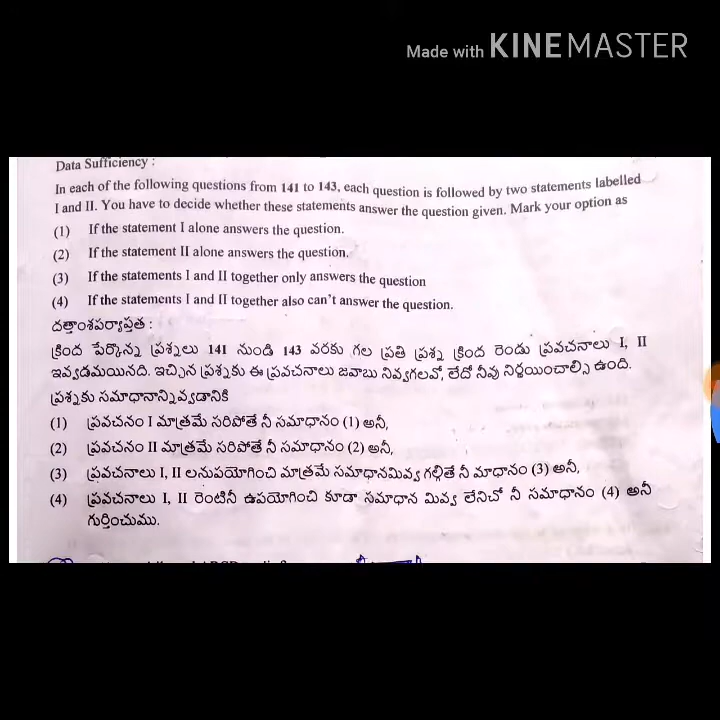 Made with KINEMASTER
Data Sufficiency :
In each of the following questions from 141 to 143, each question is followed by two statements labelled
I and II. You have to decide whether these statements answer the question given. Mark your option as
(1) If the statement I alone answers the question.
(2) If the statement II alone answers the question.
(3) If the statements I and II together only answers the question
(4) If the statements I and II together also can't answer the question.
దత్తాంశపర్యాప్తత :
క్రింద పేర్కొన్న ప్రశ్నలు 141 నుండి 143 వరకు గల ప్రతి ప్రశ్న క్రింద రెండు ప్రవచనాలు I, II
ఇవ్వడమయినది. ఇచ్చిన ప్రశ్నకు ఈ ప్రవచనాలు జవాబు నివ్వగలవో, లేదో నీవు నిర్ణయించాల్సి ఉంది.
ప్రశ్నకు సమాధానాన్నివ్వడానికి
(1) ప్రవచనం I మాత్రమే సరిపోతే నీ సమాధానం (1) అనీ,
(2) ప్రవచనం II మాత్రమే సరిపోతే నీ సమాధానం (2) అనీ,
(3) ప్రవచనాలు I, II లనుపయోగించి మాత్రమే సమాధానమివ్వ గల్గితే నీ మాధానం (3) అనీ,
(4) ప్రవచనాలు I, II రెంటినీ ఉపయోగించి కూడా సమాధాన మివ్వ లేనిచో నీ సమాధానం (4) అనీ
గుర్తించుము.